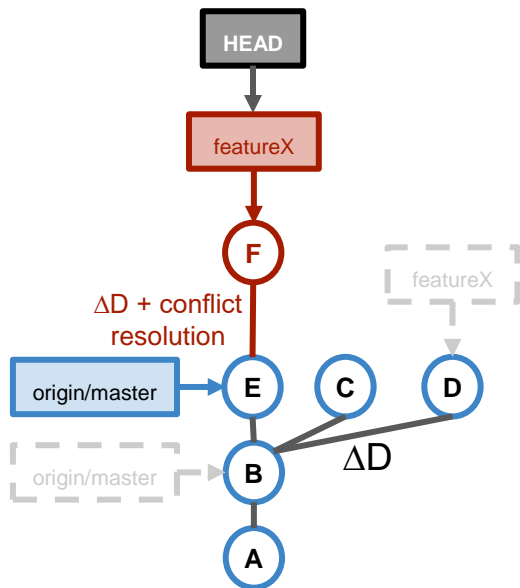 HEAD
featureX
F
featureX
ΔD + conflict
resolution
origin/master
E
C
D
origin/master
B
ΔD
A